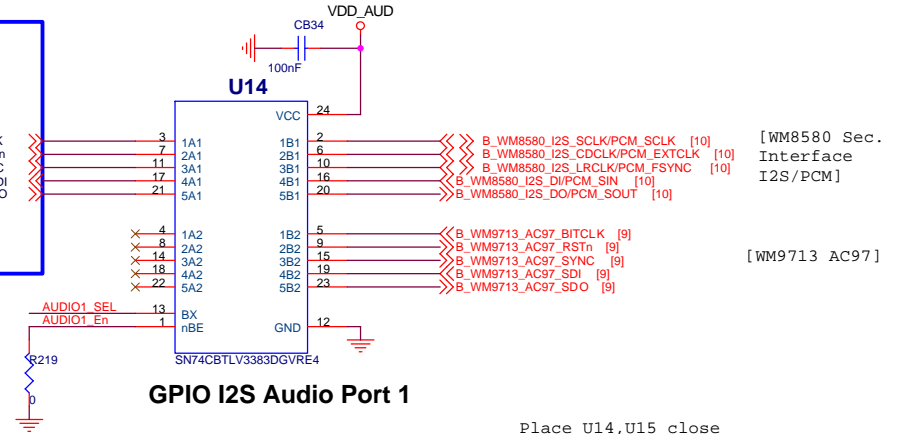 VDD_AUD
CB34
100nF
U14
VCC 24
K 3 1A1 1B1 2 B_WM8580_I2S_SCLK/PCM_SCLK [10]
n 7 2A1 2B1 6 B_WM8580_I2S_CDCLK/PCM_EXTCLK [10]
C 11 3A1 3B1 10 B_WM8580_I2S_LRCLK/PCM_FSYNC [10]
DI 17 4A1 4B1 16 B_WM8580_I2S_DI/PCM_SIN [10]
O 21 5A1 5B1 20 B_WM8580_I2S_DO/PCM_SOUT [10]
[WM8580 Sec.
Interface
I2S/PCM]
4 1A2 1B2 5 B_WM9713_AC97_BITCLK [9]
8 2A2 2B2 9 B_WM9713_AC97_RSTn [9]
14 3A2 3B2 15 B_WM9713_AC97_SYNC [9]
18 4A2 4B2 19 B_WM9713_AC97_SDI [9]
22 5A2 5B2 23 B_WM9713_AC97_SDO [9]
[WM9713 AC97]
AUDIO1_SEL 13 BX
AUDIO1_En 1 nBE GND 12
R219
0
SN74CBTLV3383DGVRE4
GPIO I2S Audio Port 1
Place U14,U15 close